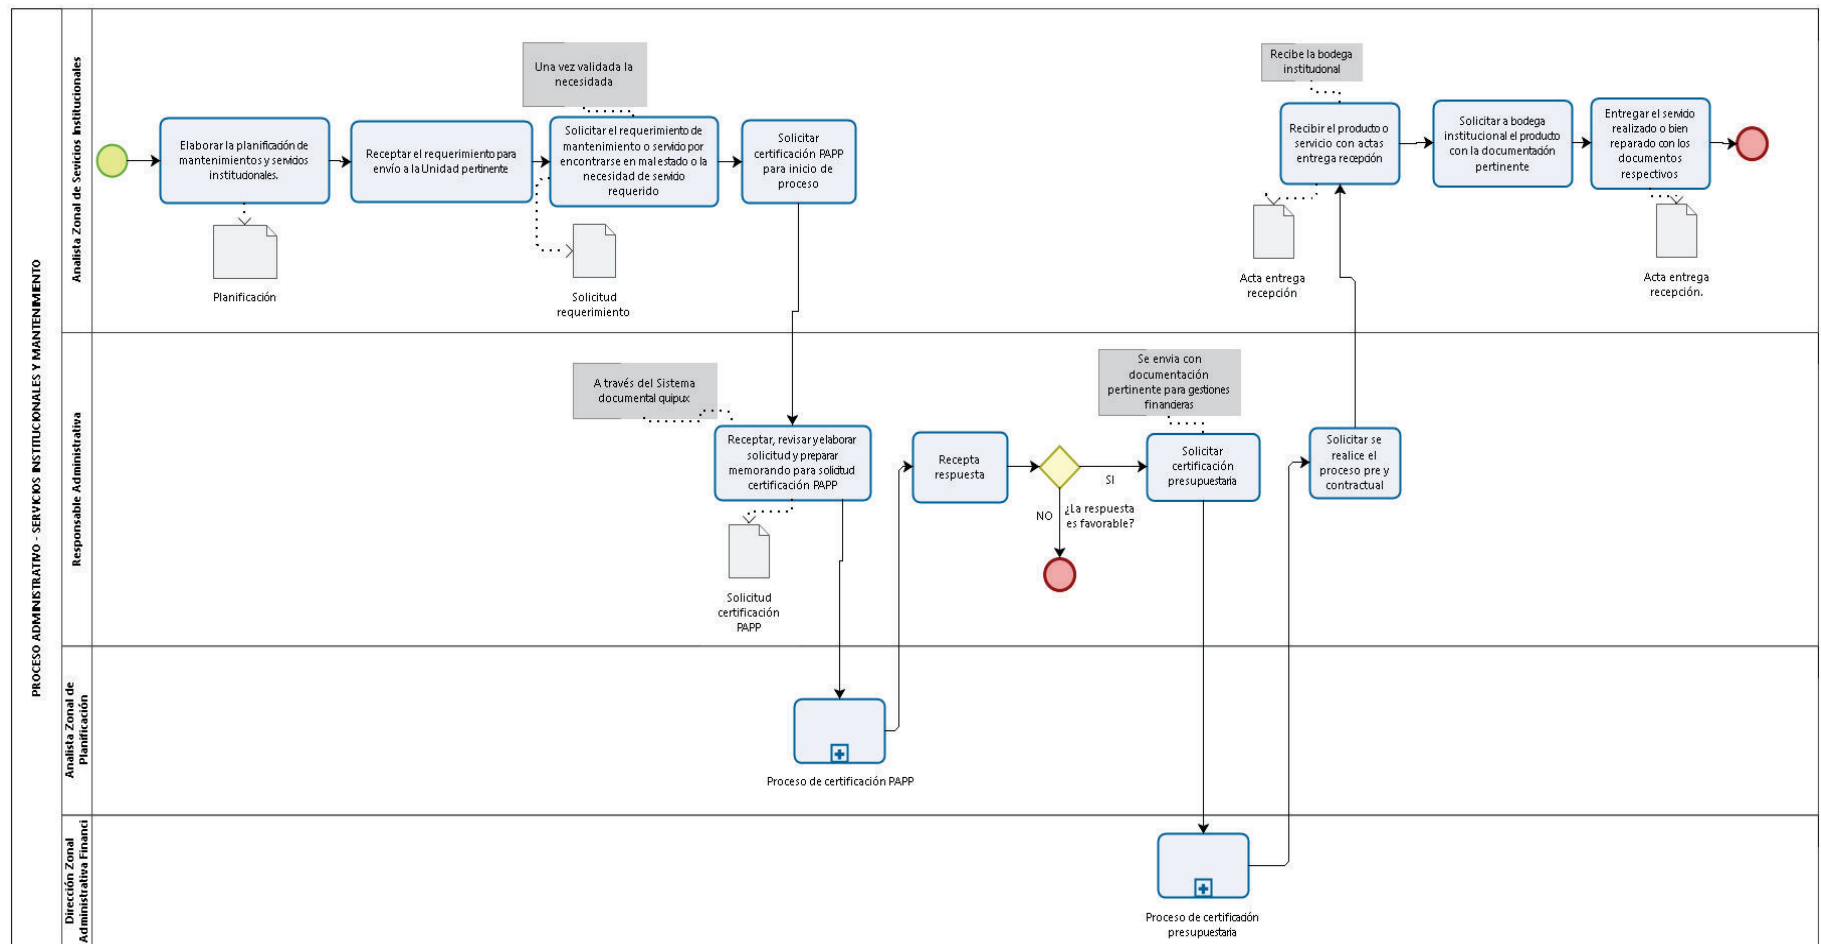 PROCESO ADMINISTRATIVO - SERVICIOS INSTITUCIONALES Y MANTENIMIENTO
Analista Zonal de Servicios Institucionales
Una vez validada la
necesidada
Elaborar la planificación de
mantenimientos y servicios
institucionales.
Planificación
Receptar el requerimiento para
envío a la Unidad pertinente
Solicitar el requerimiento de
mantenimiento o servicio por
encontrarse en mal estado o la
necesidad de servicio
requerido
Solicitud
requerimiento
Solicitar
certificación PAPP
para inicio de
proceso
Recibe la bodega
institucional
Recibir el producto o
servicio con actas
entrega recepción
Acta entrega
recepción
Solicitar a bodega
institucional el producto
con la documentación
pertinente
Entregar el servicio
realizado o bien
reparado con los
documentos
respectivos
Acta entrega
recepción.
Responsable Administrativa
A través del Sistema
documental quipux
Receptar, revisar y elaborar
solicitud y preparar
memorando para solicitud
certificación PAPP
Solicitud
certificación
PAPP
Recepta
respuesta
SI
NO
¿La respuesta
es favorable?
Se envia con
documentación
pertinente para gestiones
financieras
Solicitar
certificación
presupuestaria
Solicitar se
realice el
proceso pre y
contractual
Analista Zonal de
Planificación
Proceso de certificación PAPP
Dirección Zonal
Administrativa Financi
Proceso de certificación
presupuestaria